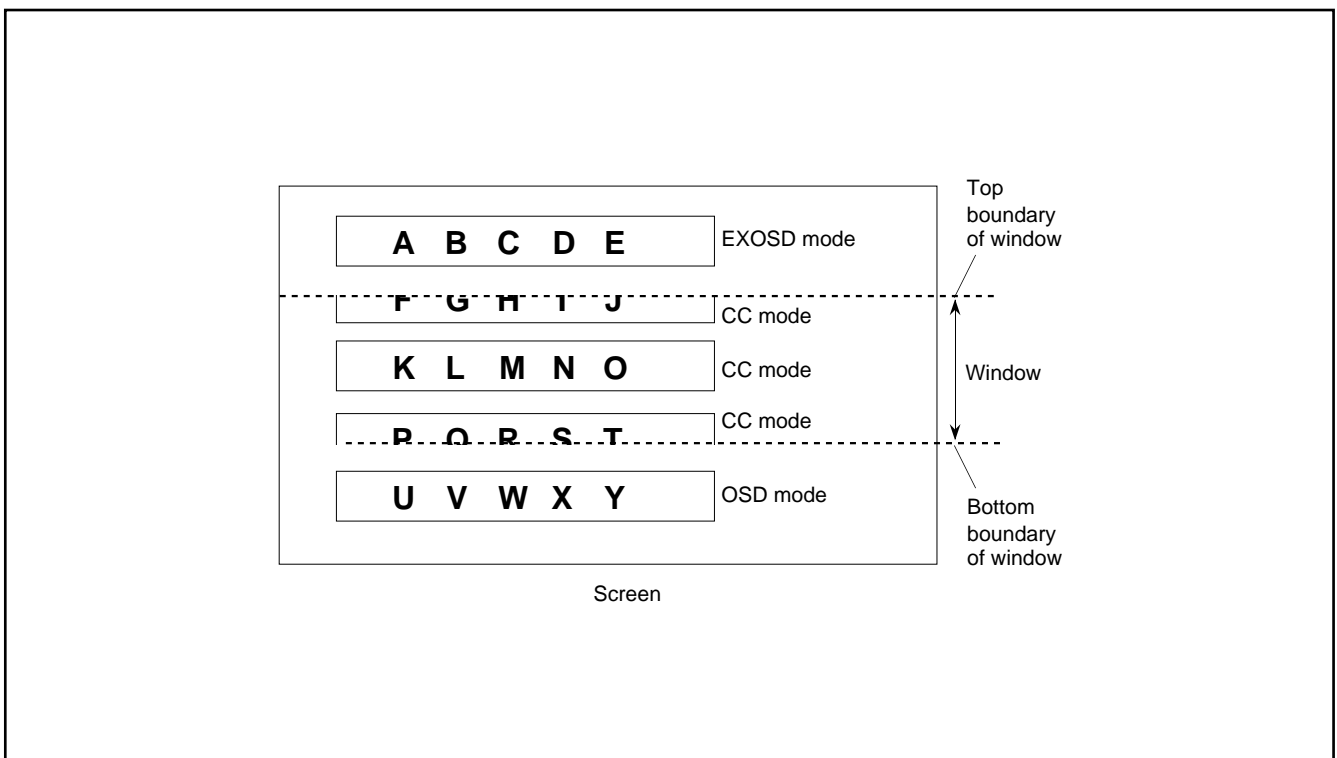 A B C D E
EXOSD mode
F G H I J
CC mode
K L M N O
CC mode
P Q R S T
CC mode
U V W X Y
OSD mode
Top
boundary
of window
Window
Bottom
boundary
of window
Screen